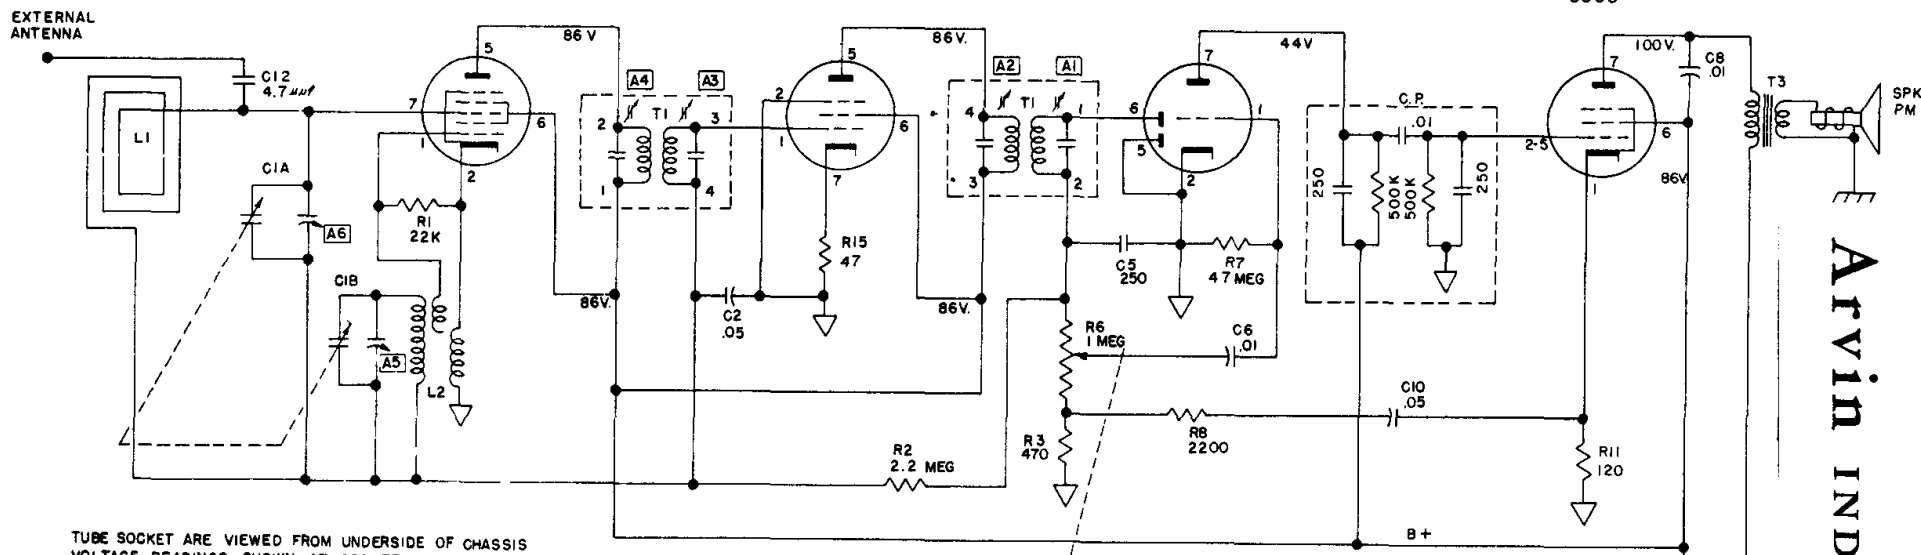 EXTERNAL
ANTENNA
C12
4.7 μμf
L1
C1A
A6
C1B
A5
L2
R1
22K
7
5
6
1
2
86 V
A4
A3
T1
2
3
1
4
86V.
C2
.05
5
2
1
6
7
R15
47
86V.
A2
A1
T1
4
1
3
2
86V.
R2
2.2 MEG
C5
250
R6
1 MEG
R3
470
7
6
5
1
2
R7
47 MEG
C6
.01
44V
C.P.
.01
250
500K
500K
250
R8
2200
C10
.05
100V.
7
2-5
6
1
86V.
C8
.01
T3
SPK
PM
R11
120
B+
Arvin IND
TUBE SOCKET ARE VIEWED FROM UNDERSIDE OF CHASSIS